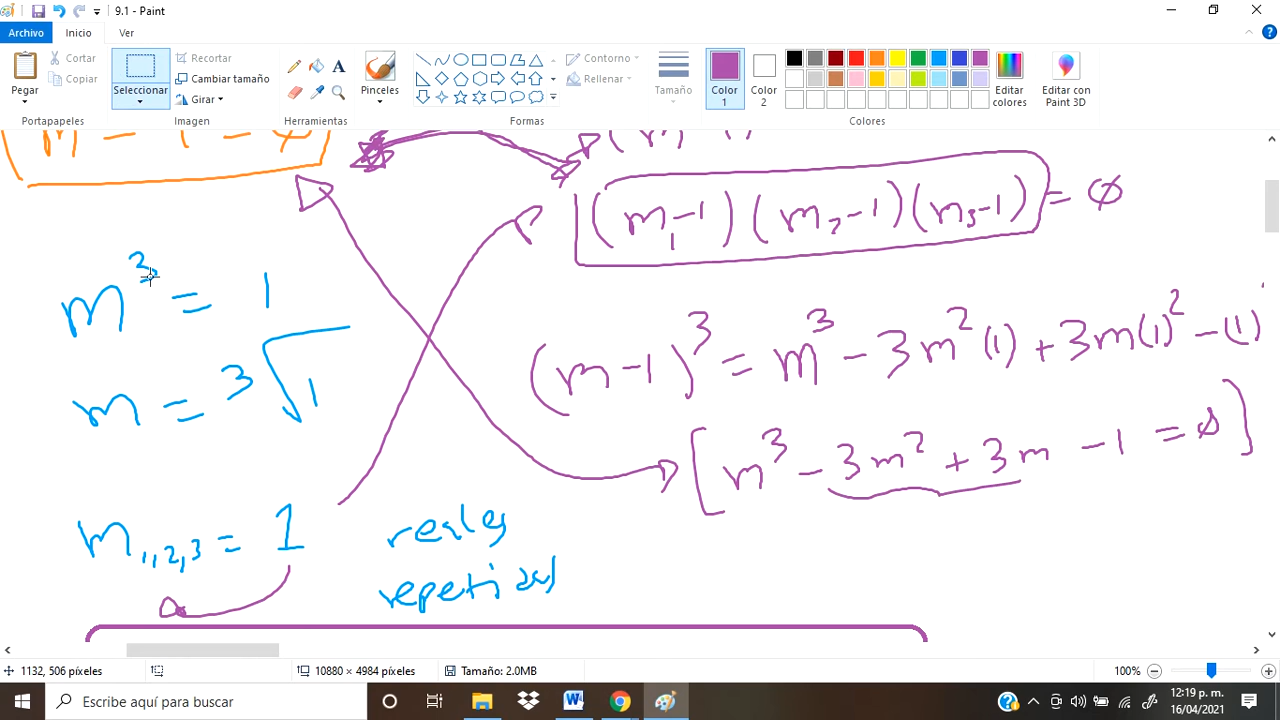 9.1 - Paint
Archivo Inicio Ver
Pegar
Cortar
Copiar
Portapapeles
Seleccionar
Recortar
Cambiar tamaño
Girar
Imagen
A
Herramientas
Pinceles
Contorno
Rellenar
Formas
Tamaño
Color 1
Color 2
Editar colores
Editar con Paint 3D
Colores
(m₁-1)(m₂-1)(m₃-1) = ∅
m³ = 1
m = ³√1
(m-1)³ = m³ - 3m²(1) + 3m(1)² - (1)
[m³ - 3m² + 3m - 1 = ∅]
m₁,₂,₃ = 1 reales
repetidas
1132, 506 píxeles
10880 × 4984 píxeles
Tamaño: 2.0MB
100%
Escribe aquí para buscar
12:19 p. m.
16/04/2021